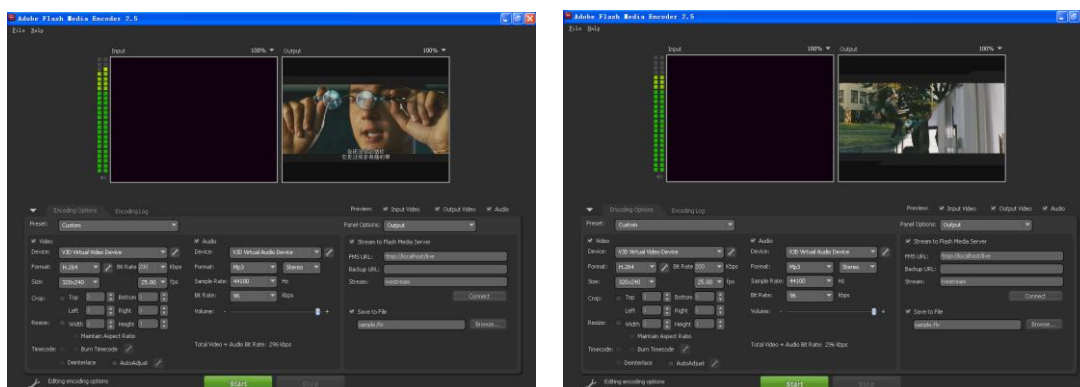 Adobe Flash Media Encoder 2.5
File Help
Input 100% Output 100%
Encoding Options Encoding Log
Preview: Input Video Output Video Audio
Preset: Custom
Panel Options: Output
Video
Device: V3D Virtual Video Device
Format: H.264 Bit Rate 200 Kbps
Size: 320x240 25.00 fps
Crop: Top Bottom
Left Right
Resize: Width Height
Maintain Aspect Ratio
Timecode: Burn Timecode
Deinterlace AutoAdjust
Audio
Device: V3D Virtual Audio Device
Format: Mp3 Stereo
Sample Rate: 44100 Hz
Bit Rate: 96 Kbps
Volume: - +
Total Video + Audio Bit Rate: 296 kbps
Stream to Flash Media Server
FMS URL: rtmp://localhost/live
Backup URL:
Stream: livestream
Connect
Save to File
sample.flv Browse...
Editing encoding options
Start Stop
Adobe Flash Media Encoder 2.5
File Help
Input 100% Output 100%
Encoding Options Encoding Log
Preview: Input Video Output Video Audio
Preset: Custom
Panel Options: Output
Video
Device: V3D Virtual Video Device
Format: H.264 Bit Rate 200 Kbps
Size: 320x240 25.00 fps
Crop: Top Bottom
Left Right
Resize: Width Height
Maintain Aspect Ratio
Timecode: Burn Timecode
Deinterlace AutoAdjust
Audio
Device: V3D Virtual Audio Device
Format: Mp3 Stereo
Sample Rate: 44100 Hz
Bit Rate: 96 Kbps
Volume: - +
Total Video + Audio Bit Rate: 296 kbps
Stream to Flash Media Server
FMS URL: rtmp://localhost/live
Backup URL:
Stream: livestream
Connect
Save to File
sample.flv Browse...
Editing encoding options
Start Stop